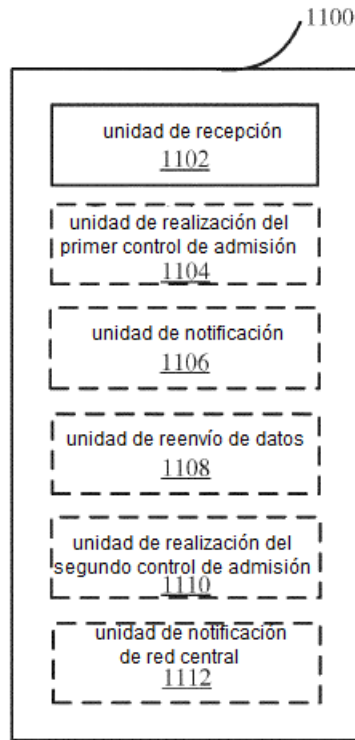 1100
unidad de recepción
1102
unidad de realización del
primer control de admisión
1104
unidad de notificación
1106
unidad de reenvío de datos
1108
unidad de realización del
segundo control de admisión
1110
unidad de notificación
de red central
1112